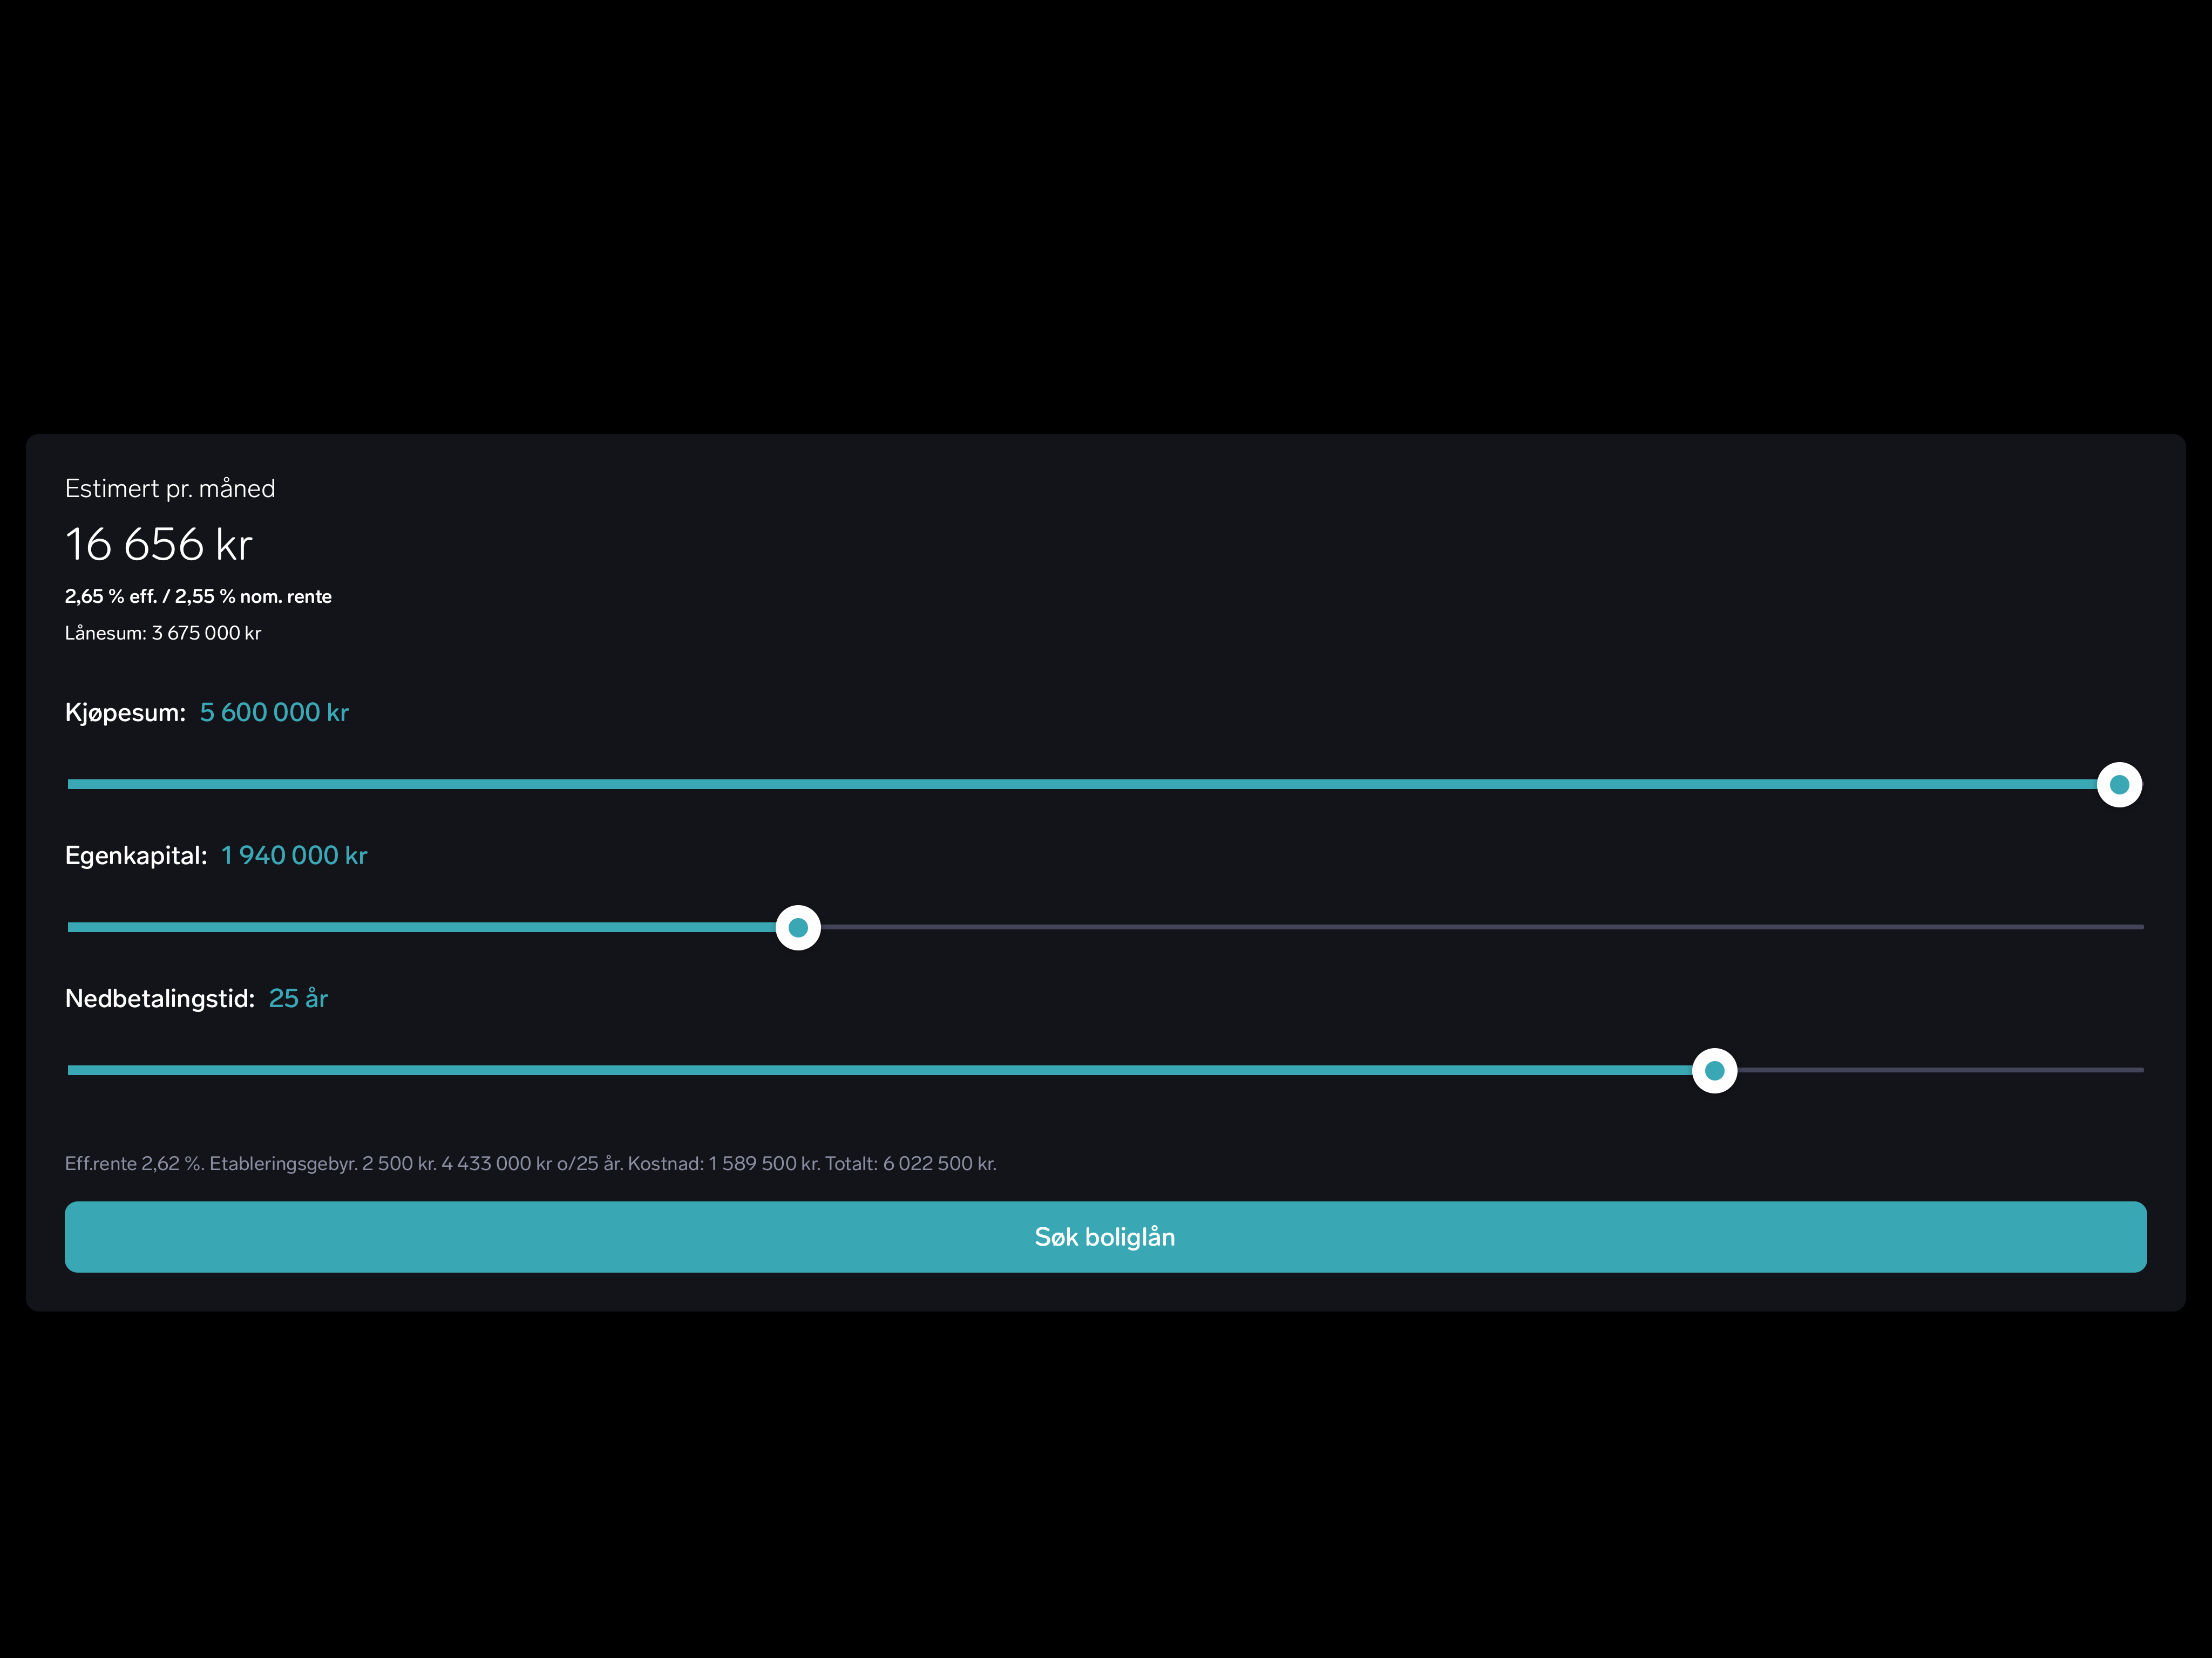 Estimert pr. måned
16 656 kr
2,65 % eff. / 2,55 % nom. rente
Lånesum: 3 675 000 kr
Kjøpesum: 5 600 000 kr
Egenkapital: 1 940 000 kr
Nedbetalingstid: 25 år
Eff.rente 2,62 %. Etableringsgebyr. 2 500 kr. 4 433 000 kr o/25 år. Kostnad: 1 589 500 kr. Totalt: 6 022 500 kr.
Søk boliglån